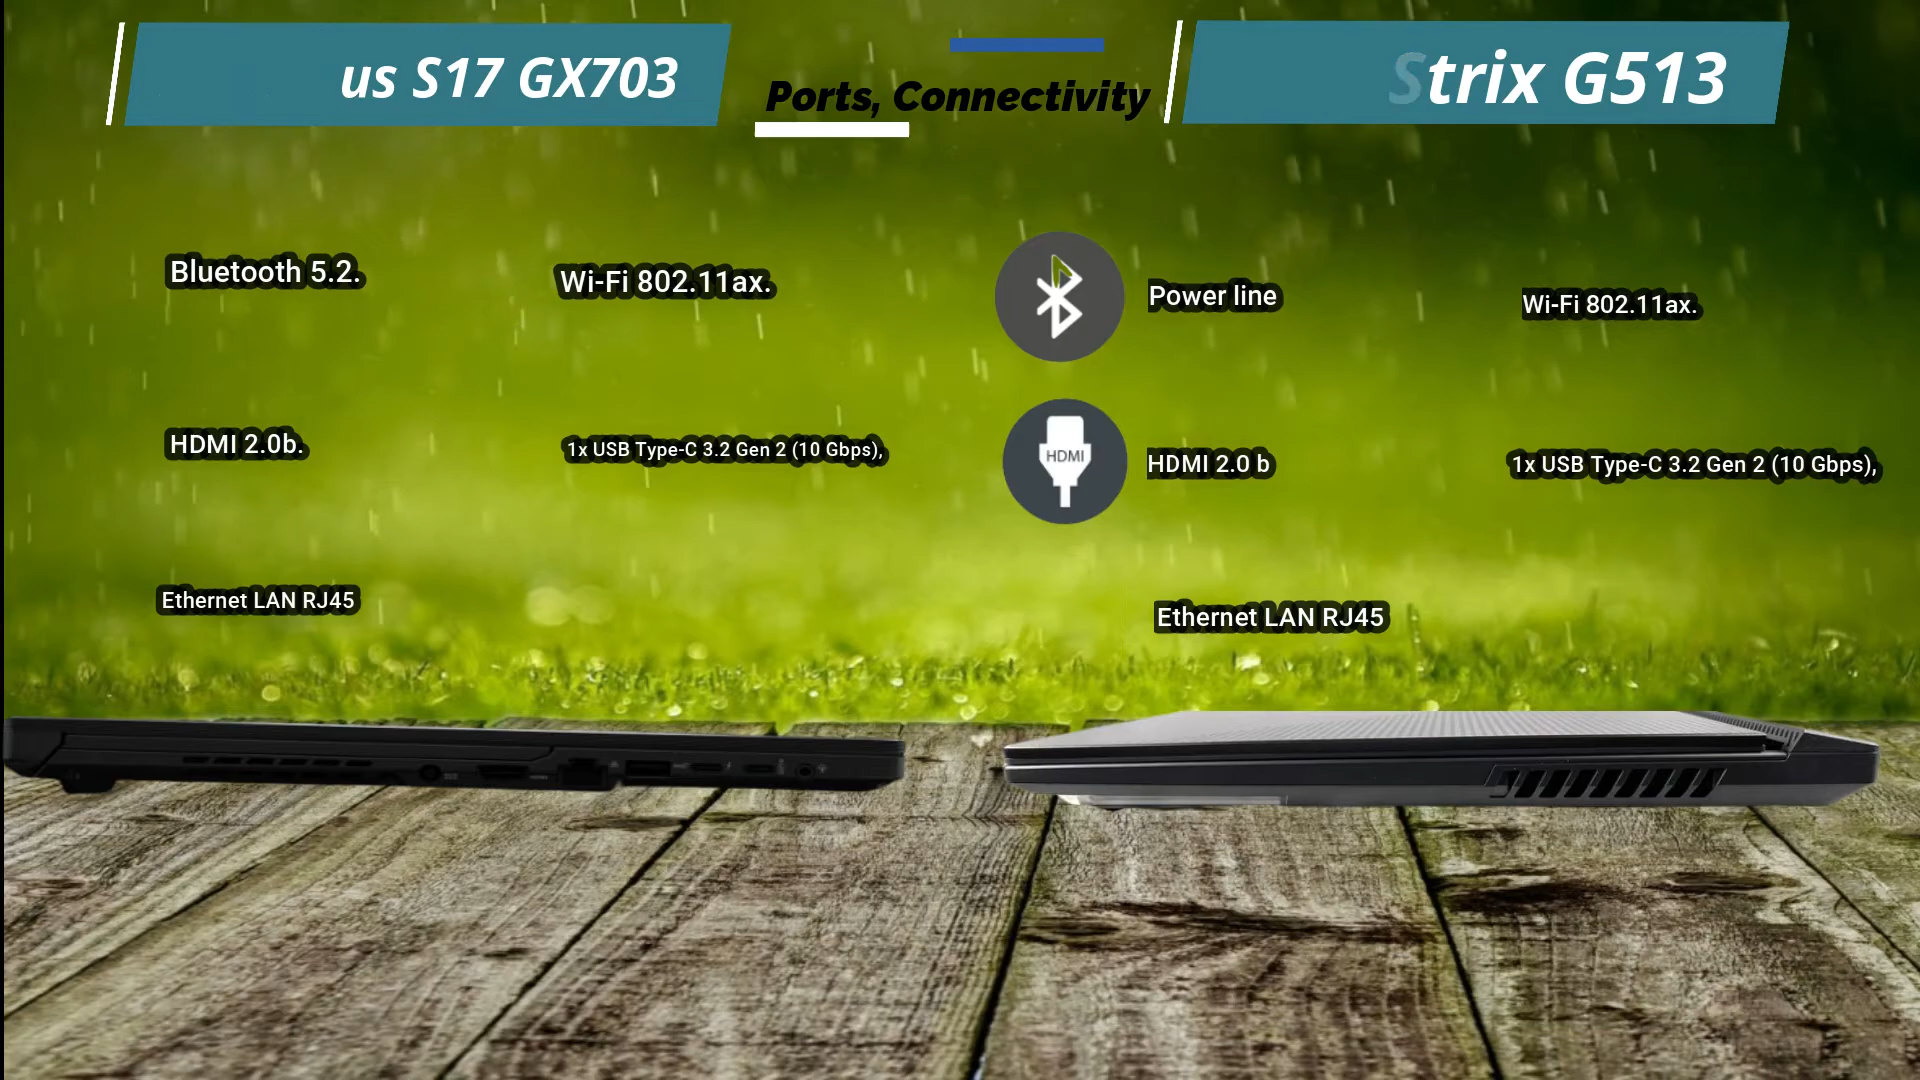 us S17 GX703
Ports, Connectivity
Strix G513
Bluetooth 5.2.
Wi-Fi 802.11ax.
Power line
Wi-Fi 802.11ax.
HDMI 2.0b.
1x USB Type-C 3.2 Gen 2 (10 Gbps),
HDMI
HDMI 2.0 b
1x USB Type-C 3.2 Gen 2 (10 Gbps),
Ethernet LAN RJ45
Ethernet LAN RJ45